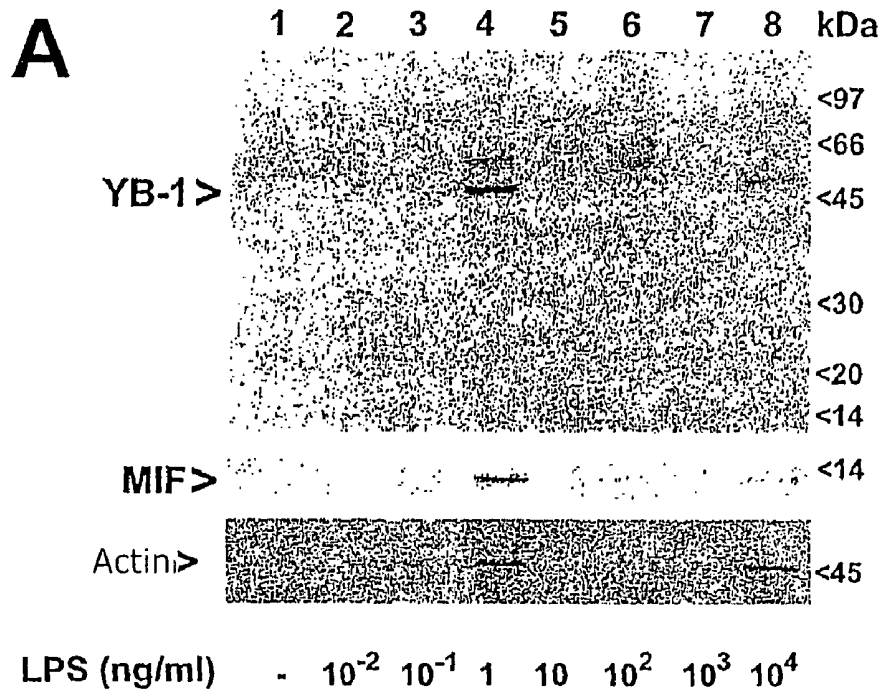 A
1 2 3 4 5 6 7 8 kDa
<97
<66
YB-1>
<45
<30
<20
<14
MIF>
<14
Actin>
<45
LPS (ng/ml) - 10⁻² 10⁻¹ 1 10 10² 10³ 10⁴